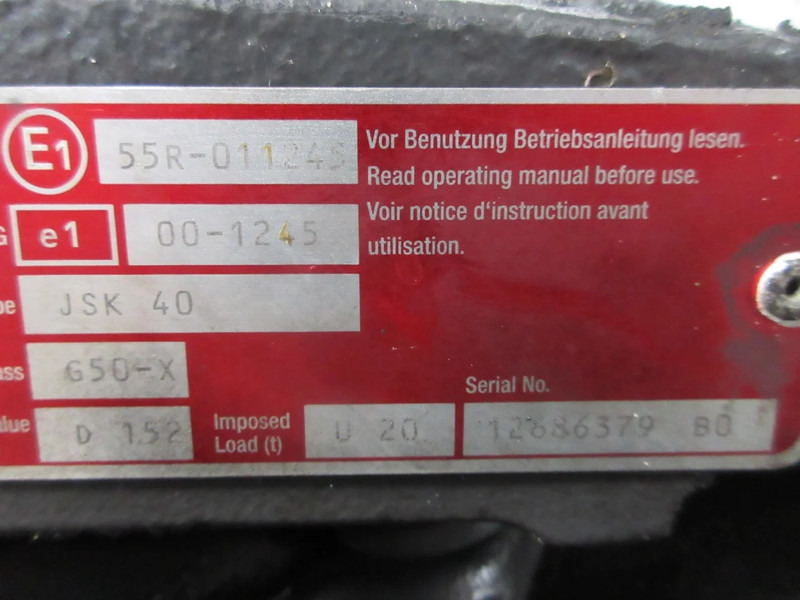 E1 55R-011245
e1 00-1245
JSK 40
G50-X
D 152 Imposed Load (t) U 20 Serial No. 12686379 B0
Vor Benutzung Betriebsanleitung lesen.
Read operating manual before use.
Voir notice d'instruction avant
utilisation.